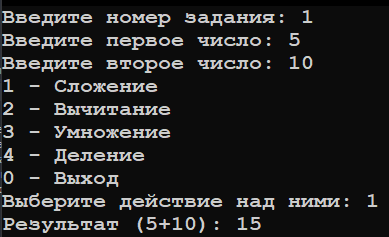 Введите номер задания: 1
Введите первое число: 5
Введите второе число: 10
1 - Сложение
2 - Вычитание
3 - Умножение
4 - Деление
0 - Выход
Выберите действие над ними: 1
Результат (5+10): 15